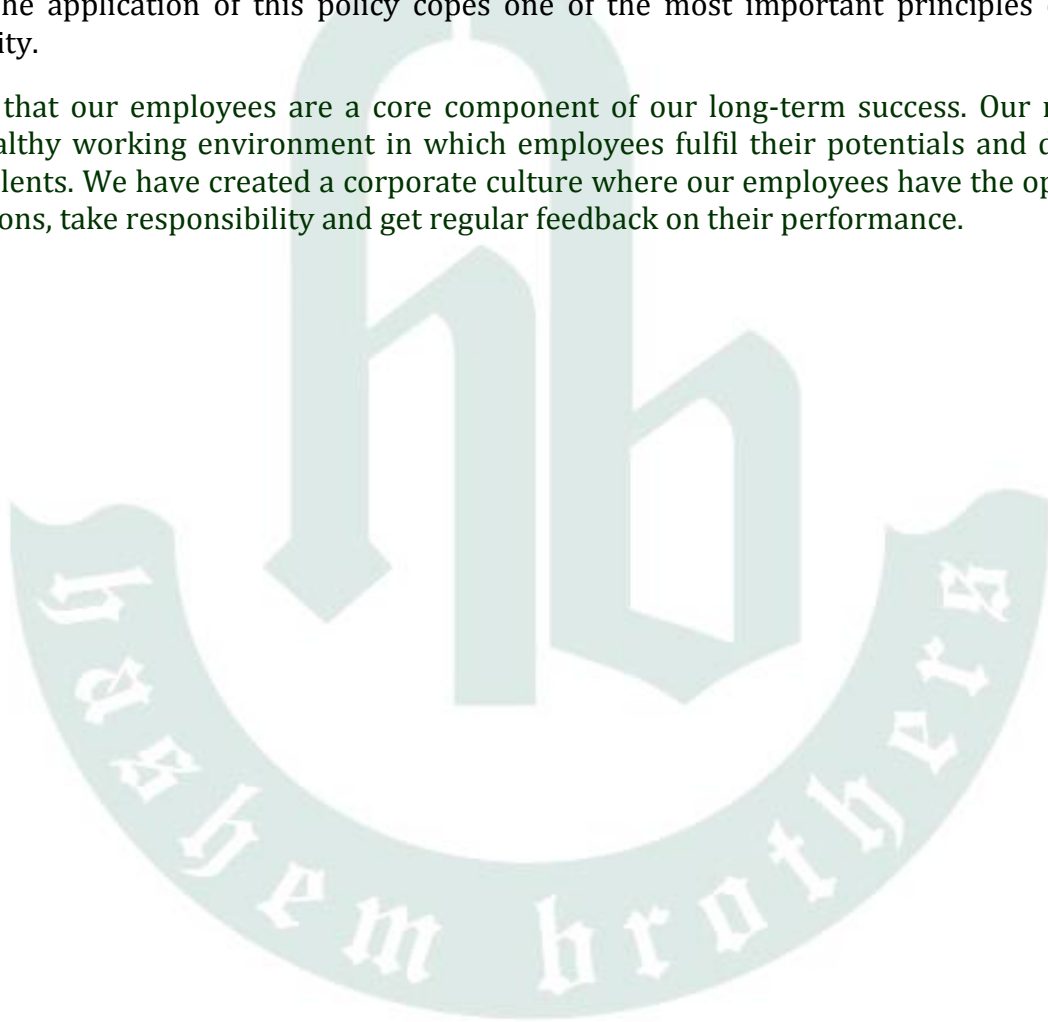 he application of this policy copes one of the most important principles
ity.
that our employees are a core component of our long-term success. Our
althy working environment in which employees fulfil their potentials and d
lents. We have created a corporate culture where our employees have the op
ons, take responsibility and get regular feedback on their performance.
hb
hashem brothers